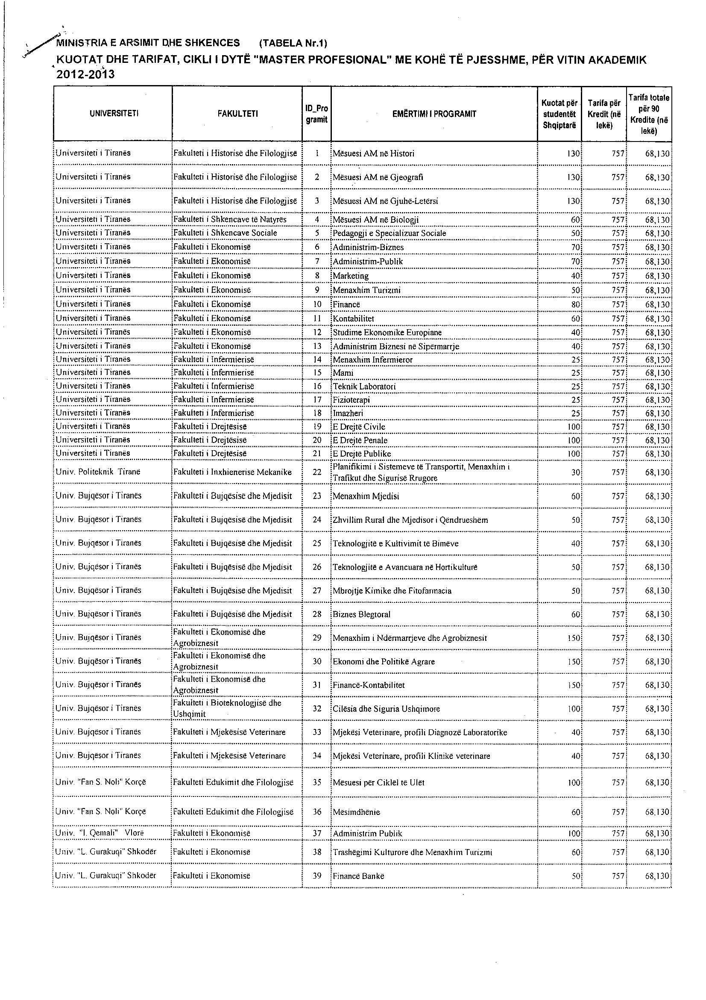 MINISTRIA E ARSIMIT DHE SHKENCES (TABELA Nr.1)
KUOTAT DHE TARIFAT, CIKLI I DYTË "MASTER PROFESIONAL" ME KOHË TË PJESSHME, PËR VITIN AKADEMIK
2012-2013
UNIVERSITETI FAKULTETI ID_Programit EMËRTIMI I PROGRAMIT Kuotat për studentët Shqiptarë Tarifa për Kredit (në lekë) Tarifa totale për 90 Kredite (në lekë)
Universiteti i Tiranës Fakulteti i Historisë dhe Filologjisë 1 Mësuesi AM në Histori 130 757 68,130
Universiteti i Tiranës Fakulteti i Historisë dhe Filologjisë 2 Mësuesi AM në Gjeografi 130 757 68,130
Universiteti i Tiranës Fakulteti i Historisë dhe Filologjisë 3 Mësuesi AM në Gjuhë-Letërsi 130 757 68,130
Universiteti i Tiranës Fakulteti i Shkencave të Natyrës 4 Mësuesi AM në Biologji 60 757 68,130
Universiteti i Tiranës Fakulteti i Shkencave Sociale 5 Pedagogji e Specializuar Sociale 50 757 68,130
Universiteti i Tiranës Fakulteti i Ekonomisë 6 Administrim-Biznes 70 757 68,130
Universiteti i Tiranës Fakulteti i Ekonomisë 7 Administrim-Publik 70 757 68,130
Universiteti i Tiranës Fakulteti i Ekonomisë 8 Marketing 40 757 68,130
Universiteti i Tiranës Fakulteti i Ekonomisë 9 Menaxhim Turizmi 50 757 68,130
Universiteti i Tiranës Fakulteti i Ekonomisë 10 Financë 80 757 68,130
Universiteti i Tiranës Fakulteti i Ekonomisë 11 Kontabilitet 60 757 68,130
Universiteti i Tiranës Fakulteti i Ekonomisë 12 Studime Ekonomike Europiane 40 757 68,130
Universiteti i Tiranës Fakulteti i Ekonomisë 13 Administrim Biznesi në Sipërmarrje 40 757 68,130
Universiteti i Tiranës Fakulteti i Infermierisë 14 Menaxhim Infermieror 25 757 68,130
Universiteti i Tiranës Fakulteti i Infermierisë 15 Mami 25 757 68,130
Universiteti i Tiranës Fakulteti i Infermierisë 16 Teknik Laboratori 25 757 68,130
Universiteti i Tiranës Fakulteti i Infermierisë 17 Fizioterapi 25 757 68,130
Universiteti i Tiranës Fakulteti i Infermierisë 18 Imazheri 25 757 68,130
Universiteti i Tiranës Fakulteti i Drejtësisë 19 E Drejtë Civile 100 757 68,130
Universiteti i Tiranës Fakulteti i Drejtësisë 20 E Drejtë Penale 100 757 68,130
Universiteti i Tiranës Fakulteti i Drejtësisë 21 E Drejtë Publike 100 757 68,130
Univ. Politeknik Tiranë Fakulteti i Inxhienerisë Mekanike 22 Planifikimi i Sistemeve të Transportit, Menaxhim i
Trafikut dhe Sigurisë Rrugore 30 757 68,130
Univ. Bujqësor i Tiranës Fakulteti i Bujqësisë dhe Mjedisit 23 Menaxhim Mjedisi 60 757 68,130
Univ. Bujqësor i Tiranës Fakulteti i Bujqësisë dhe Mjedisit 24 Zhvillim Rural dhe Mjedisor i Qëndrueshëm 50 757 68,130
Univ. Bujqësor i Tiranës Fakulteti i Bujqësisë dhe Mjedisit 25 Teknologjitë e Kultivimit të Bimëve 40 757 68,130
Univ. Bujqësor i Tiranës Fakulteti i Bujqësisë dhe Mjedisit 26 Teknologjitë e Avancuara në Hortikulturë 50 757 68,130
Univ. Bujqësor i Tiranës Fakulteti i Bujqësisë dhe Mjedisit 27 Mbrojtje Kimike dhe Fitofarmacia 50 757 68,130
Univ. Bujqësor i Tiranës Fakulteti i Bujqësisë dhe Mjedisit 28 Biznes Blegtoral 60 757 68,130
Univ. Bujqësor i Tiranës Fakulteti i Ekonomisë dhe
Agrobiznesit 29 Menaxhim i Ndërmarrjeve dhe Agrobiznesit 150 757 68,130
Univ. Bujqësor i Tiranës Fakulteti i Ekonomisë dhe
Agrobiznesit 30 Ekonomi dhe Politikë Agrare 150 757 68,130
Univ. Bujqësor i Tiranës Fakulteti i Ekonomisë dhe
Agrobiznesit 31 Financë-Kontabilitet 150 757 68,130
Univ. Bujqësor i Tiranës Fakulteti i Bioteknologjisë dhe
Ushqimit 32 Cilësia dhe Siguria Ushqimore 100 757 68,130
Univ. Bujqësor i Tiranës Fakulteti i Mjekësisë Veterinare 33 Mjekësi Veterinare, profili Diagnozë Laboratorike 40 757 68,130
Univ. Bujqësor i Tiranës Fakulteti i Mjekësisë Veterinare 34 Mjekësi Veterinare, profili Klinikë veterinare 40 757 68,130
Univ. "Fan S. Noli" Korçë Fakulteti Edukimit dhe Filologjisë 35 Mësuesi për Ciklël të Ulët 100 757 68,130
Univ. "Fan S. Noli" Korçë Fakulteti Edukimit dhe Filologjisë 36 Mësimdhënie 60 757 68,130
Univ. "I. Qemali" Vlorë Fakulteti i Ekonomisë 37 Administrim Publik 100 757 68,130
Univ. "L. Gurakuqi" Shkodër Fakulteti i Ekonomisë 38 Trashëgimi Kulturore dhe Menaxhim Turizmi 60 757 68,130
Univ. "L. Gurakuqi" Shkodër Fakulteti i Ekonomisë 39 Financë Bankë 50 757 68,130